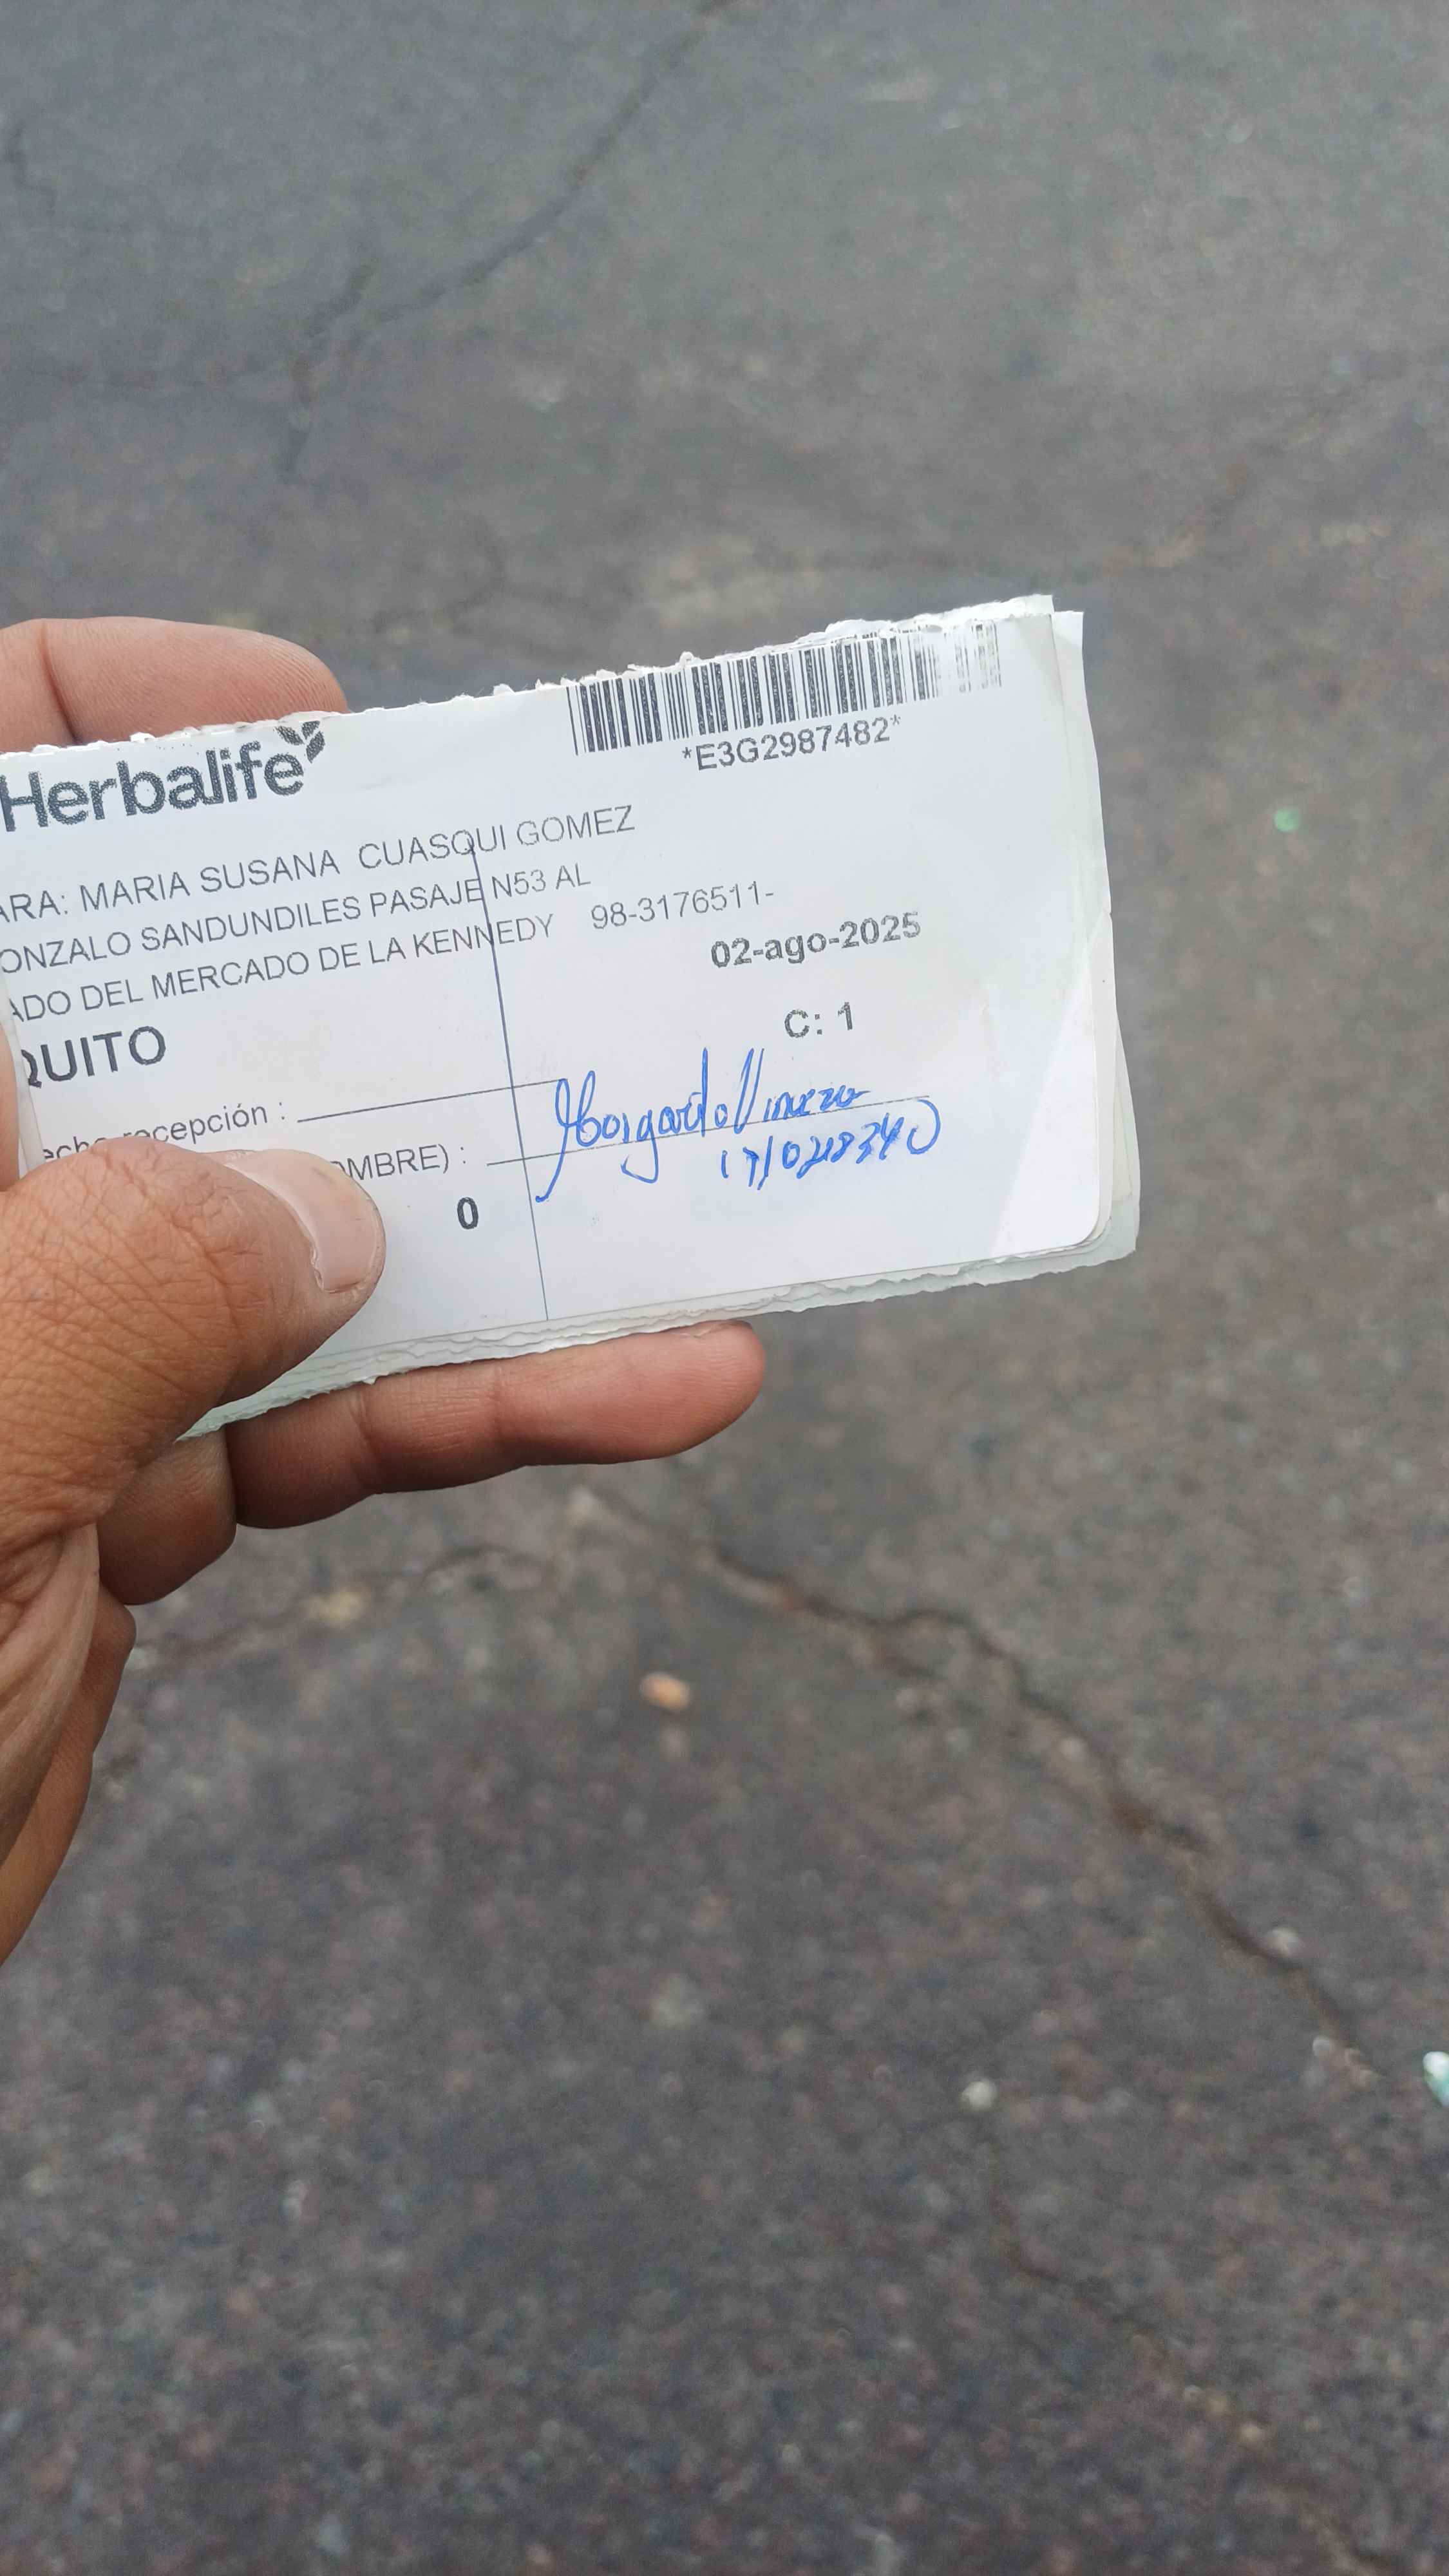 Herbalife
*E3G2987482*
ARA: MARIA SUSANA CUASQUI GOMEZ
ONZALO SANDUNDILES PASAJE N53 AL
ADO DEL MERCADO DE LA KENNEDY 98-3176511-
02-ago-2025
QUITO
C: 1
recepción :
OMBRE) :
0